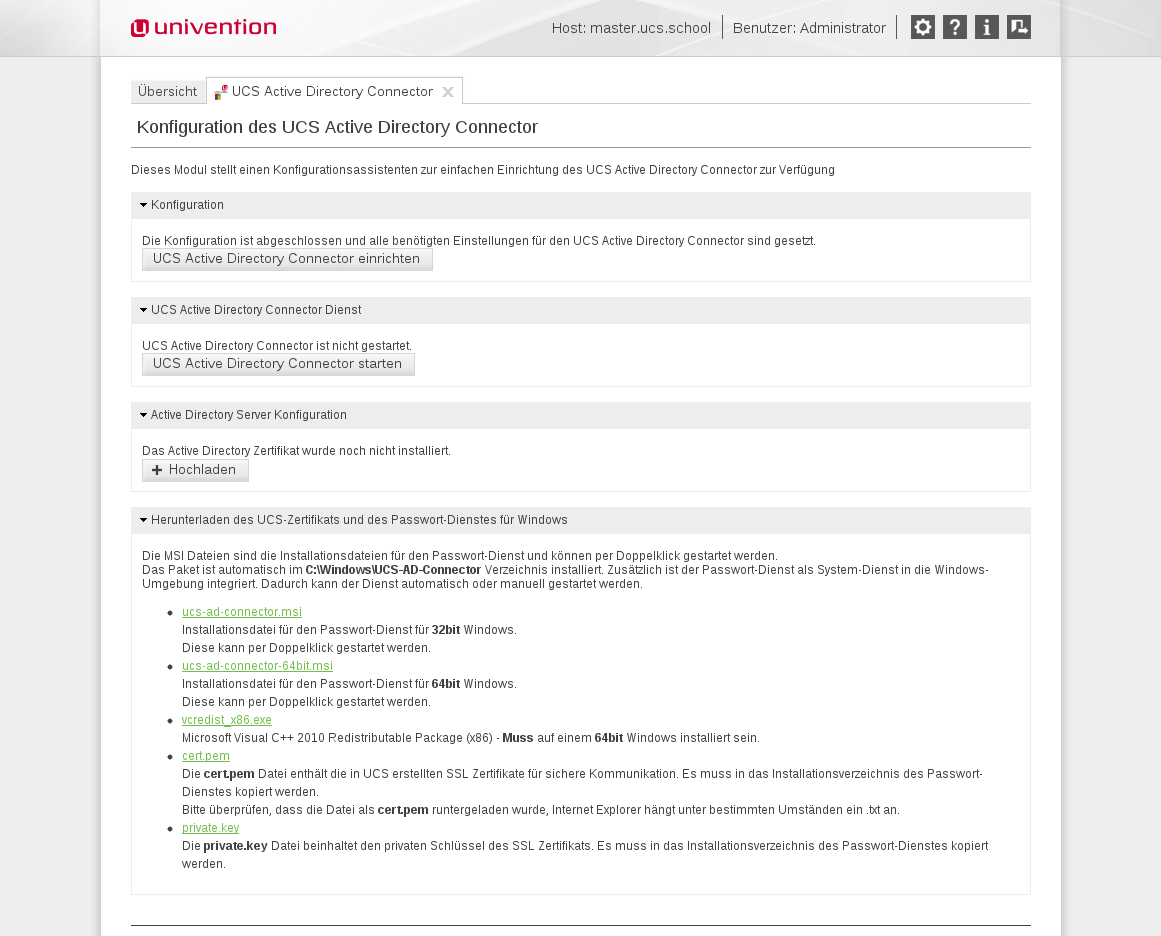 univention
Host: master.ucs.school
Benutzer: Administrator
Übersicht
UCS Active Directory Connector
Konfiguration des UCS Active Directory Connector
Dieses Modul stellt einen Konfigurationsassistenten zur einfachen Einrichtung des UCS Active Directory Connector zur Verfügung
Konfiguration
Die Konfiguration ist abgeschlossen und alle benötigten Einstellungen für den UCS Active Directory Connector sind gesetzt.
UCS Active Directory Connector einrichten
UCS Active Directory Connector Dienst
UCS Active Directory Connector ist nicht gestartet.
UCS Active Directory Connector starten
Active Directory Server Konfiguration
Das Active Directory Zertifikat wurde noch nicht installiert.
Hochladen
Herunterladen des UCS-Zertifikats und des Passwort-Dienstes für Windows
Die MSI Dateien sind die Installationsdateien für den Passwort-Dienst und können per Doppelklick gestartet werden.
Das Paket ist automatisch im C:\Windows\UCS-AD-Connector Verzeichnis installiert. Zusätzlich ist der Passwort-Dienst als System-Dienst in die Windows-
Umgebung integriert. Dadurch kann der Dienst automatisch oder manuell gestartet werden.
ucs-ad-connector.msi
Installationsdatei für den Passwort-Dienst für 32bit Windows.
Diese kann per Doppelklick gestartet werden.
ucs-ad-connector-64bit.msi
Installationsdatei für den Passwort-Dienst für 64bit Windows.
Diese kann per Doppelklick gestartet werden.
vcredist_x86.exe
Microsoft Visual C++ 2010 Redistributable Package (x86) - Muss auf einem 64bit Windows installiert sein.
cert.pem
Die cert.pem Datei enthält die in UCS erstellten SSL Zertifikate für sichere Kommunikation. Es muss in das Installationsverzeichnis des Passwort-
Dienstes kopiert werden.
Bitte überprüfen, dass die Datei als cert.pem runtergeladen wurde, Internet Explorer hängt unter bestimmten Umständen ein .txt an.
private.key
Die private.key Datei beinhaltet den privaten Schlüssel des SSL Zertifikats. Es muss in das Installationsverzeichnis des Passwort-Dienstes kopiert
werden.